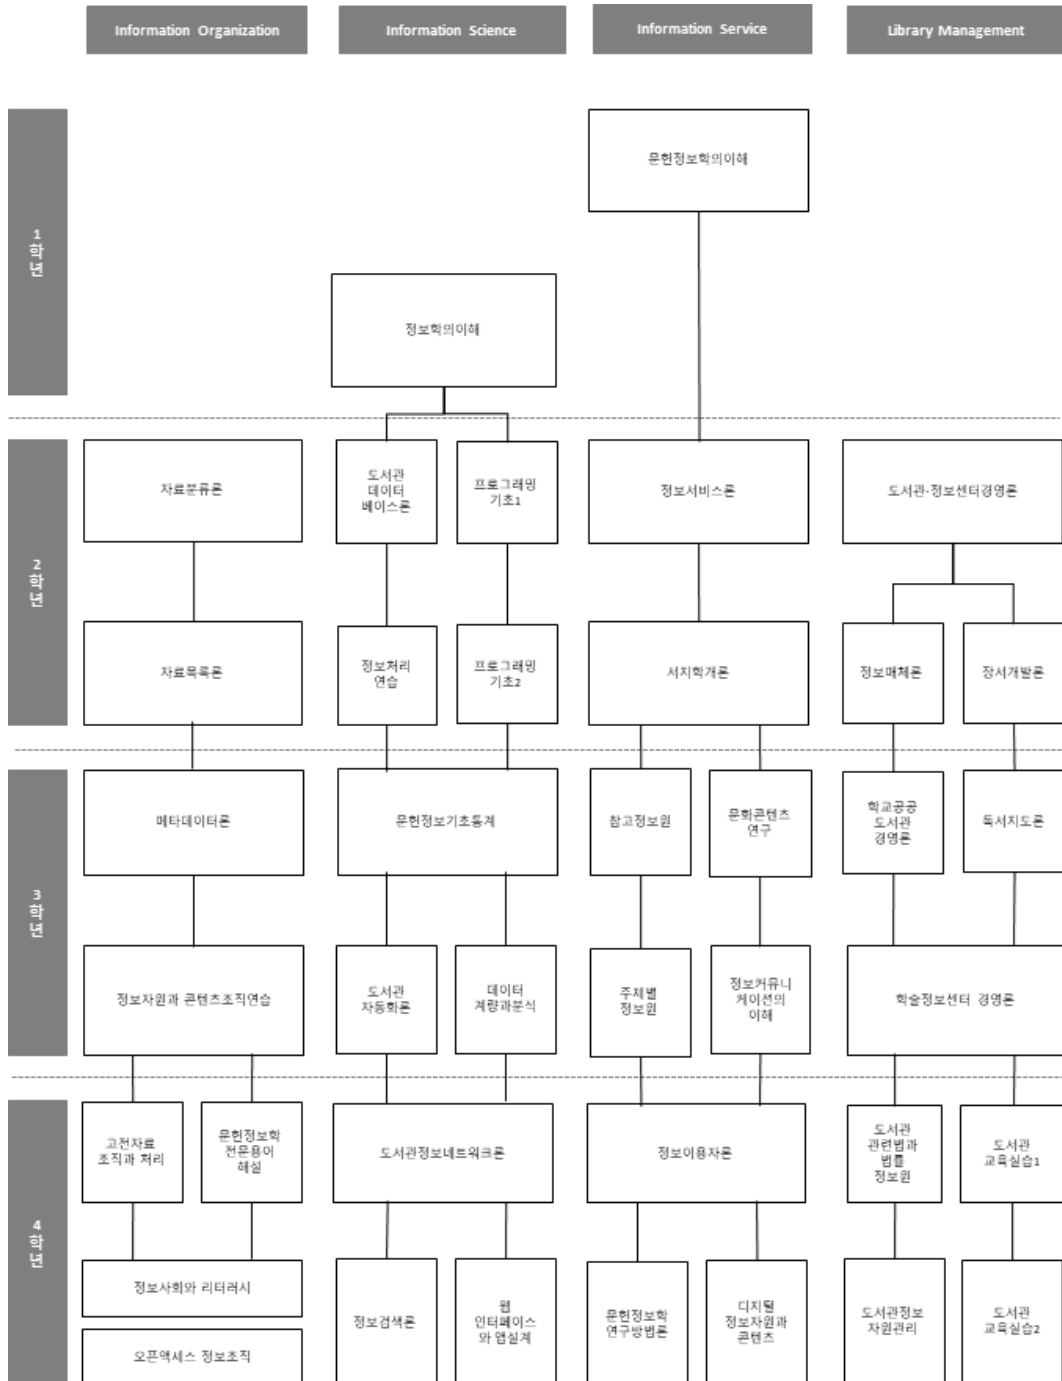 Information Organization
Information Science
Information Service
Library Management
1
학
년
문헌정보학의이해
정보학의이해
2
학
년
자료분류론
도서관
데이터
베이스론
프로그래밍
기초1
정보서비스론
도서관·정보센터경영론
자료목록론
정보처리
연습
프로그래밍
기초2
서지학개론
정보매체론
장서개발론
3
학
년
메타데이터론
문헌정보기초통계
참고정보원
문화콘텐츠
연구
학교공공
도서관
경영론
독서지도론
정보자원과 콘텐츠조직연습
도서관
자동화론
데이터
계량과분석
주제별
정보원
정보커뮤니
케이션의
이해
학술정보센터 경영론
4
학
년
고전자료
조직과 처리
문헌정보학
전문용어
해설
도서관정보네트워크론
정보이용자론
도서관
관련법과
법률
정보원
도서관
교육실습1
정보사회와 리터러시
오픈액세스 정보조직
정보검색론
웹
인터페이스
와 앱설계
문헌정보학
연구방법론
디지털
정보자원과
콘텐츠
도서관정보
자원관리
도서관
교육실습2